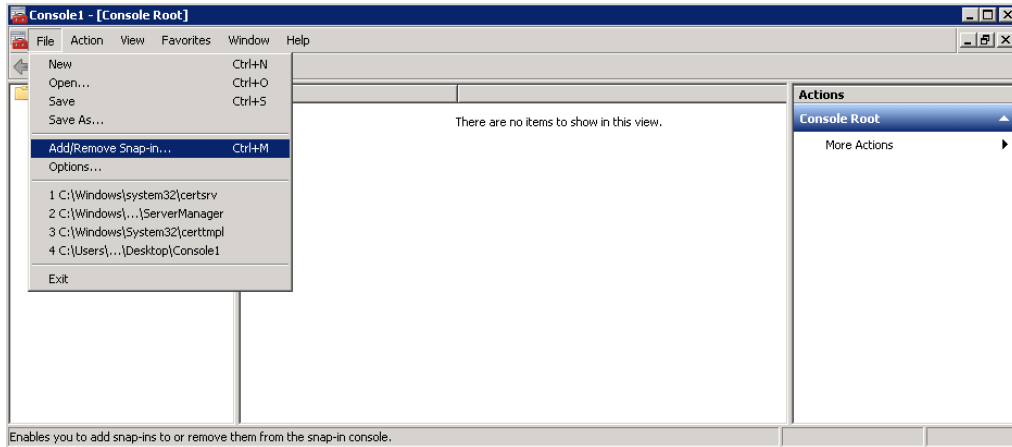 Console1 - [Console Root]
File Action View Favorites Window Help
New Ctrl+N
Open... Ctrl+O
Save Ctrl+S
Save As...
Add/Remove Snap-in... Ctrl+M
Options...
1 C:\Windows\system32\certsrv
2 C:\Windows\...\ServerManager
3 C:\Windows\System32\certtmpl
4 C:\Users\...\Desktop\Console1
Exit
There are no items to show in this view.
Actions
Console Root
More Actions
Enables you to add snap-ins to or remove them from the snap-in console.